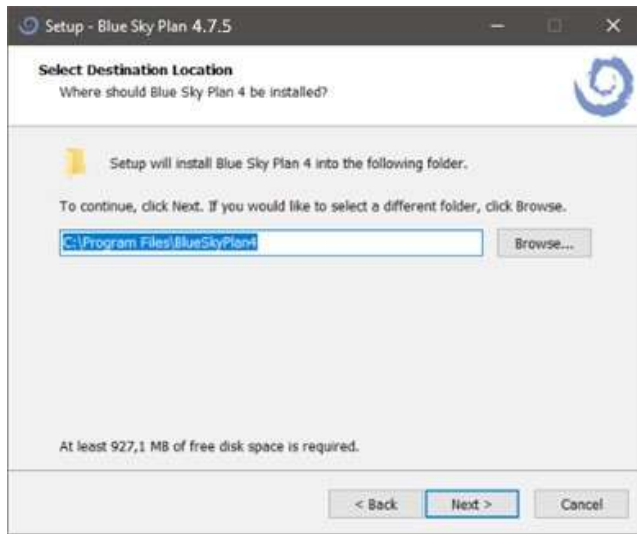 Setup - Blue Sky Plan 4.7.5
Select Destination Location
Where should Blue Sky Plan 4 be installed?
Setup will install Blue Sky Plan 4 into the following folder.
To continue, click Next. If you would like to select a different folder, click Browse.
C:\Program Files\BlueSkyPlan4
Browse...
At least 927,1 MB of free disk space is required.
< Back
Next >
Cancel